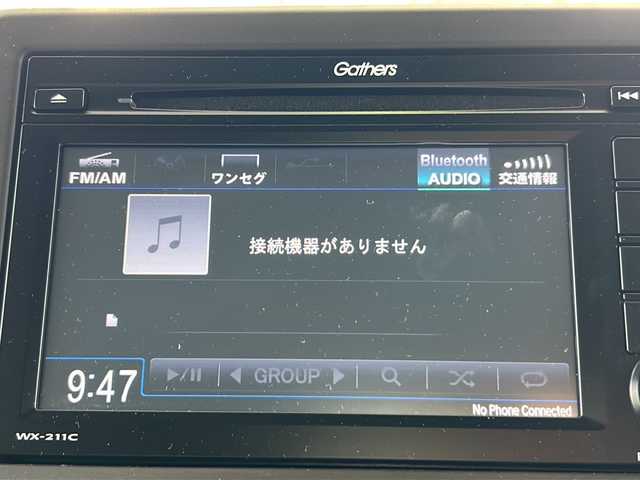 Gathers
FM/AM
ワンセグ
Bluetooth
AUDIO
交通情報
接続機器がありません
9:47
GROUP
No Phone Connected
WX-211C